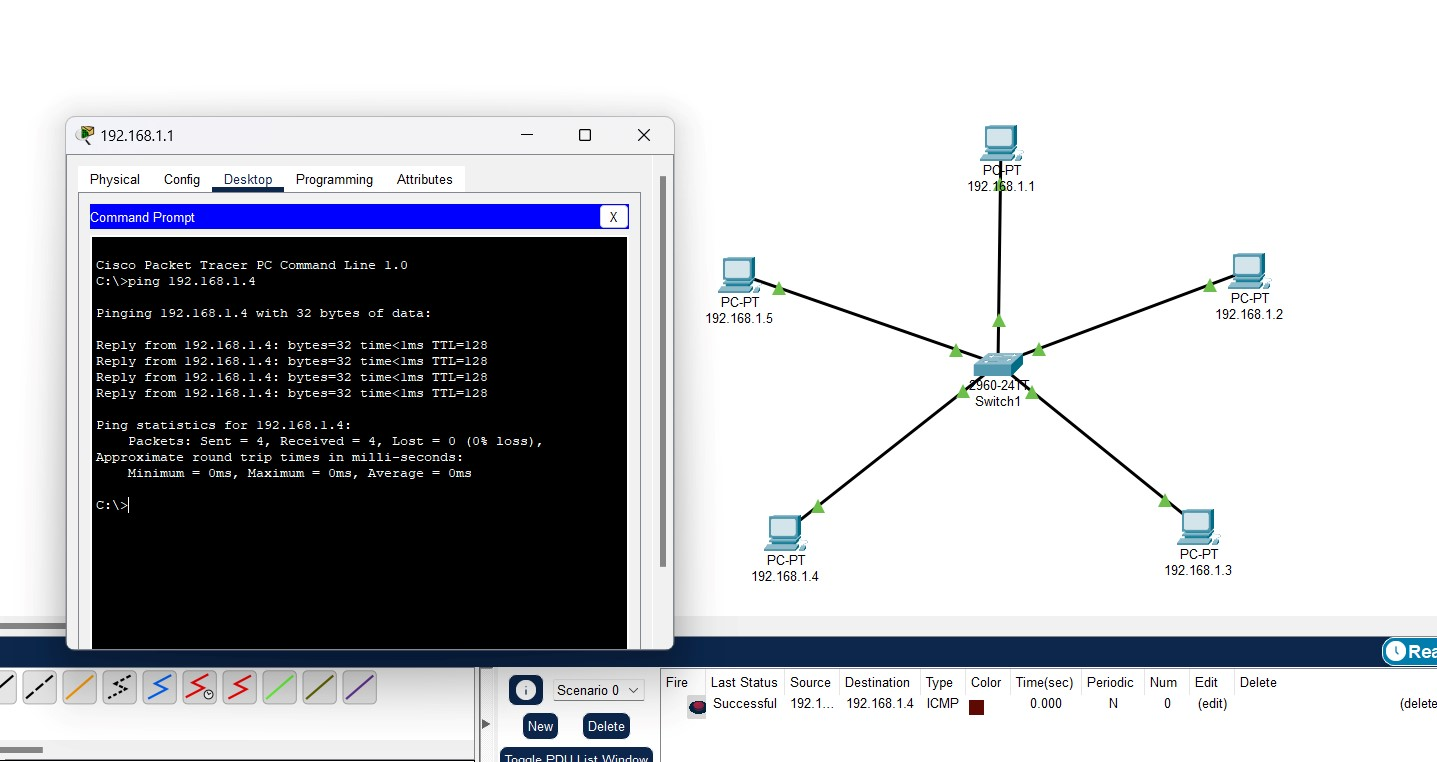 192.168.1.1
Physical Config Desktop Programming Attributes
Command Prompt X
Cisco Packet Tracer PC Command Line 1.0
C:\>ping 192.168.1.4
Pinging 192.168.1.4 with 32 bytes of data:
Reply from 192.168.1.4: bytes=32 time<1ms TTL=128
Reply from 192.168.1.4: bytes=32 time<1ms TTL=128
Reply from 192.168.1.4: bytes=32 time<1ms TTL=128
Reply from 192.168.1.4: bytes=32 time<1ms TTL=128
Ping statistics for 192.168.1.4:
Packets: Sent = 4, Received = 4, Lost = 0 (0% loss),
Approximate round trip times in milli-seconds:
Minimum = 0ms, Maximum = 0ms, Average = 0ms
C:\>
PC-PT
192.168.1.1
PC-PT
192.168.1.5
PC-PT
192.168.1.2
2960-24TT
Switch1
PC-PT
192.168.1.4
PC-PT
192.168.1.3
Rea
Scenario 0
New Delete
Toggle PDU List Window
Fire Last Status Source Destination Type Color Time(sec) Periodic Num Edit Delete
Successful 192.1... 192.168.1.4 ICMP 0.000 N 0 (edit) (delete